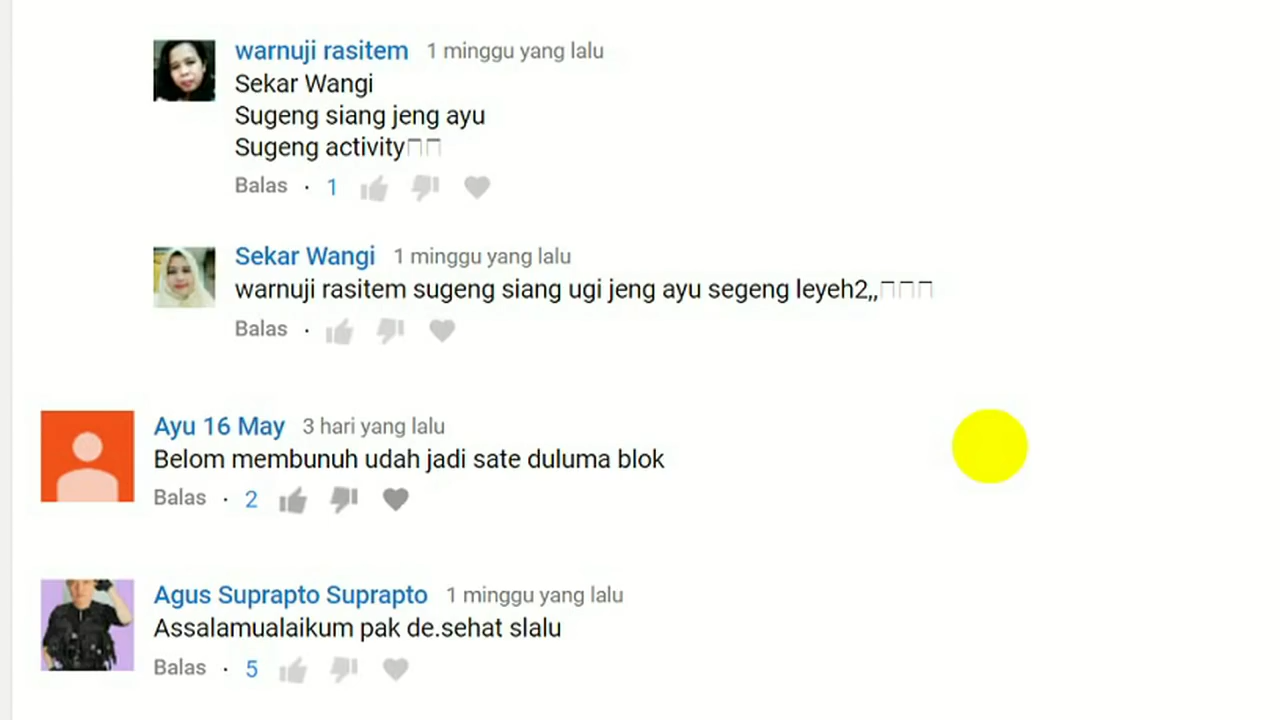 warnuji rasitem 1 minggu yang lalu
Sekar Wangi
Sugeng siang jeng ayu
Sugeng activity
Balas · 1
Sekar Wangi 1 minggu yang lalu
warnuji rasitem sugeng siang ugi jeng ayu segeng leyeh2,,
Balas ·
Ayu 16 May 3 hari yang lalu
Belom membunuh udah jadi sate duluma blok
Balas · 2
Agus Suprapto Suprapto 1 minggu yang lalu
Assalamualaikum pak de.sehat slalu
Balas · 5